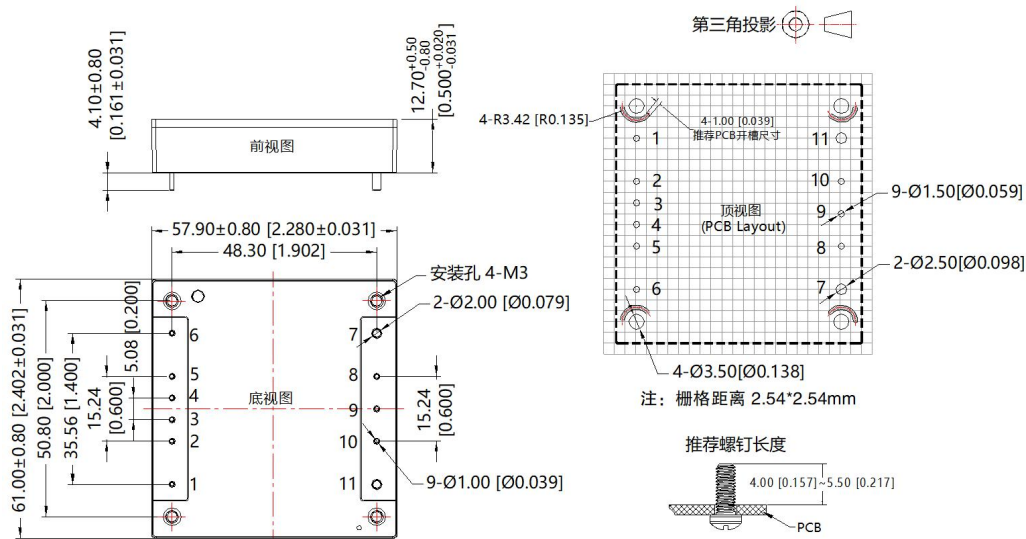 第三角投影
4.10±0.80
[0.161±0.031]
12.70+0.50-0.80
[0.500+0.020-0.031]
前视图
4-R3.42 [R0.135]
4-1.00 [0.039]
推荐PCB开槽尺寸
1
2
3
4
5
6
11
10
9
8
7
顶视图
(PCB Layout)
9-Ø1.50[Ø0.059]
2-Ø2.50[Ø0.098]
4-Ø3.50[Ø0.138]
注：栅格距离 2.54*2.54mm
57.90±0.80 [2.280±0.031]
48.30 [1.902]
安装孔 4-M3
2-Ø2.00 [Ø0.079]
61.00±0.80 [2.402±0.031]
50.80 [2.000]
35.56 [1.400]
15.24
[0.600]
5.08 [0.200]
6
5
4
3
2
1
底视图
7
8
9
10
11
15.24
[0.600]
9-Ø1.00 [Ø0.039]
推荐螺钉长度
4.00 [0.157]~5.50 [0.217]
PCB